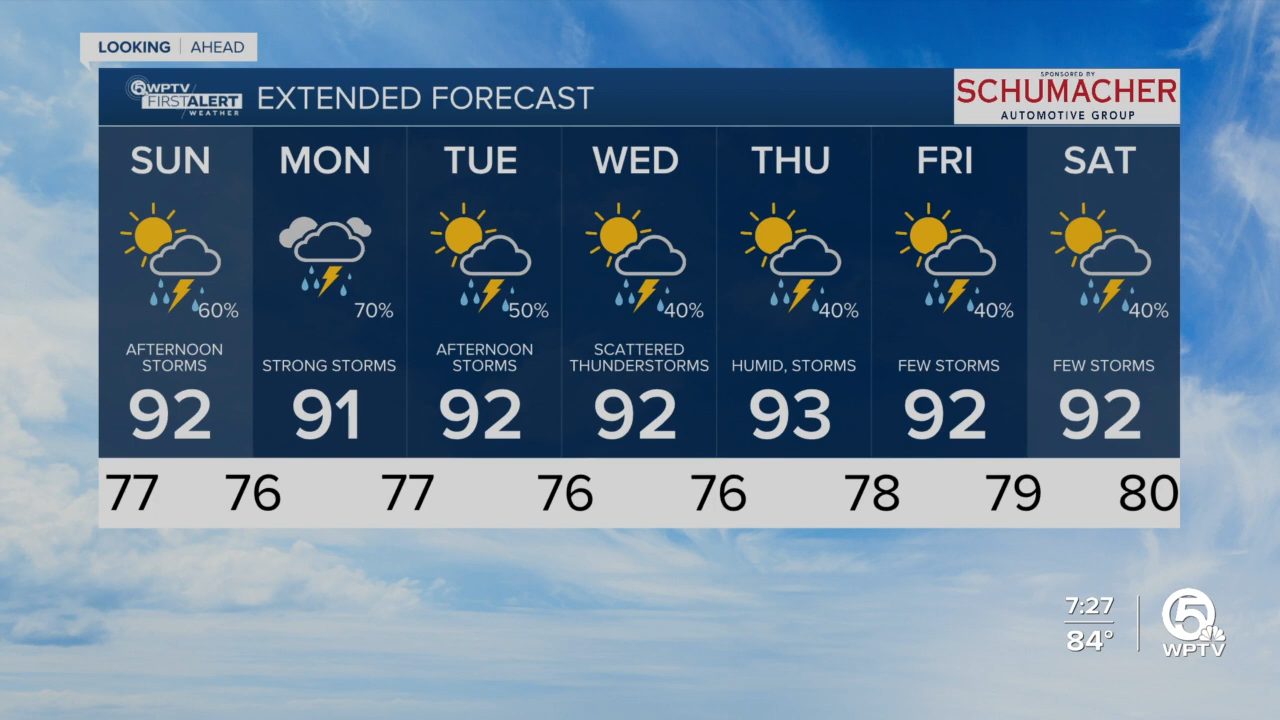 LOOKING | AHEAD
5 WPTV
FIRST ALERT
WEATHER
EXTENDED FORECAST
SPONSORED BY
SCHUMACHER
AUTOMOTIVE GROUP
SUN MON TUE WED THU FRI SAT
60% 70% 50% 40% 40% 40% 40%
AFTERNOON STORMS
STRONG STORMS
AFTERNOON STORMS
SCATTERED THUNDERSTORMS
HUMID, STORMS
FEW STORMS
FEW STORMS
92 91 92 92 93 92 92
77 76 77 76 76 78 79 80
7:27
84°
5
WPTV